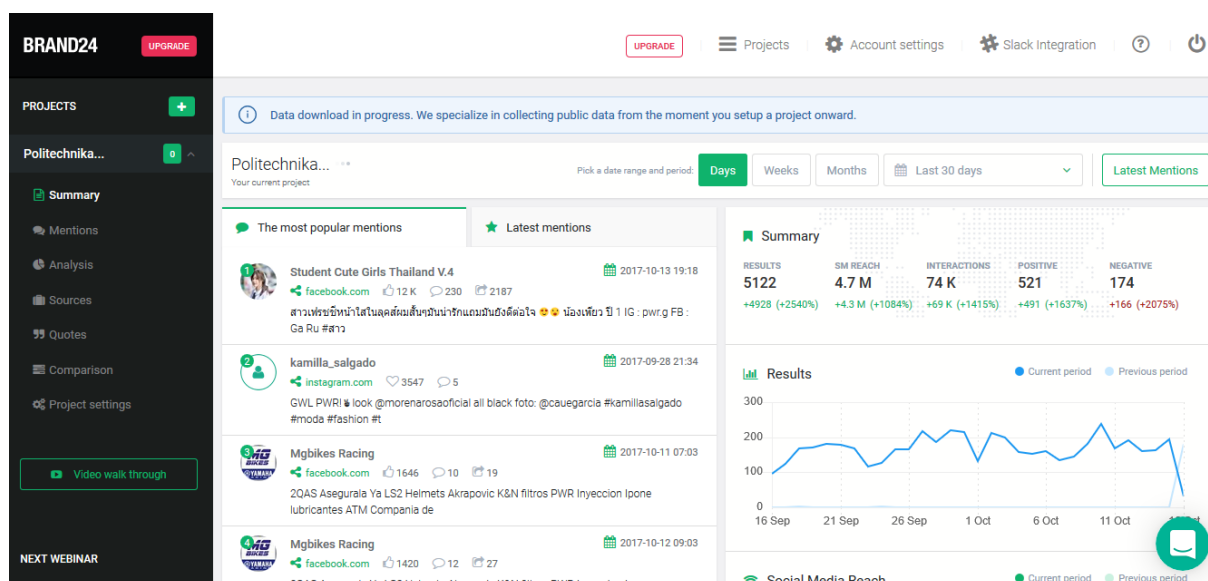 BRAND24
UPGRADE
UPGRADE
Projects
Account settings
Slack Integration
?
PROJECTS
+
Data download in progress. We specialize in collecting public data from the moment you setup a project onward.
Politechnika...
0
Summary
Mentions
Analysis
Sources
Quotes
Comparison
Project settings
Video walk through
NEXT WEBINAR
Politechnika...
Your current project
Pick a date range and period:
Days
Weeks
Months
Last 30 days
Latest Mentions
The most popular mentions
Latest mentions
1
Student Cute Girls Thailand V.4
2017-10-13 19:18
facebook.com 12 K 230 2187
สาวเฟรชชี่หน้าใสในลุคส์ผมสั้นๆมันน่ารักแถมมันยังดีต่อใจ 😍😍 น้องเพียว ปี 1 IG : pwr.g FB :
Ga Ru #สาว
2
kamilla_salgado
2017-09-28 21:34
instagram.com 3547 5
GWL PWR! look @morenarosaoficial all black foto: @cauegarcia #kamillasalgado
#moda #fashion #t
3
Mgbikes Racing
2017-10-11 07:03
facebook.com 1646 10 19
2QAS Asegurala Ya LS2 Helmets Akrapovic K&N filtros PWR Inyeccion Ipone
lubricantes ATM Compania de
4
Mgbikes Racing
2017-10-12 09:03
facebook.com 1420 12 27
Summary
RESULTS SM REACH INTERACTIONS POSITIVE NEGATIVE
5122 4.7 M 74 K 521 174
+4928 (+2540%) +4.3 M (+1084%) +69 K (+1415%) +491 (+1637%) +166 (+2075%)
Results
Current period Previous period
300
200
100
0
16 Sep 21 Sep 26 Sep 1 Oct 6 Oct 11 Oct
Social Media Reach
Current period Previous period